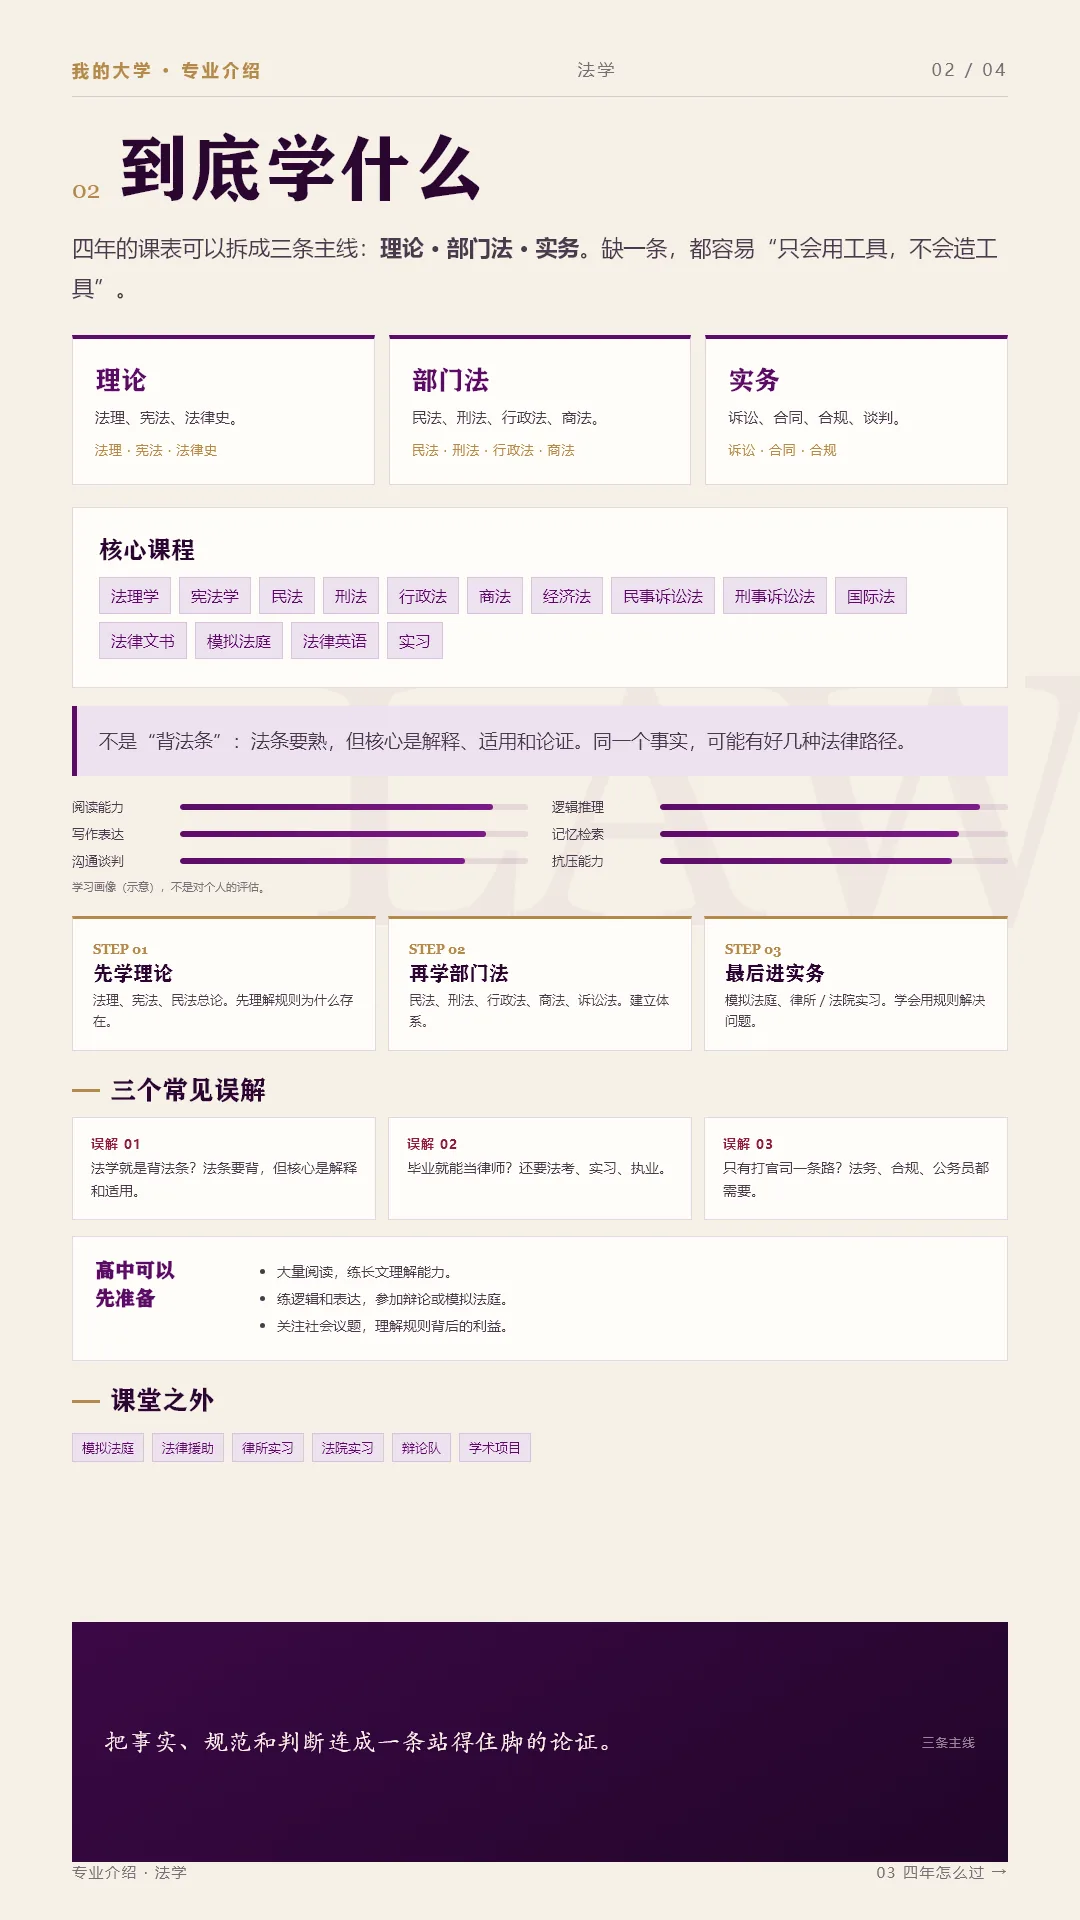 我的大学 · 专业介绍
法学
02 / 04
02 到底学什么
四年的课表可以拆成三条主线：理论·部门法·实务。缺一条，都容易“只会用工具，不会造工
具”。
理论
法理、宪法、法律史。
法理 · 宪法 · 法律史
部门法
民法、刑法、行政法、商法。
民法 · 刑法 · 行政法 · 商法
实务
诉讼、合同、合规、谈判。
诉讼 · 合同 · 合规
核心课程
法理学 宪法学 民法 刑法 行政法 商法 经济法 民事诉讼法 刑事诉讼法 国际法
法律文书 模拟法庭 法律英语 实习
LAW
不是“背法条”：法条要熟，但核心是解释、适用和论证。同一个事实，可能有好几种法律路径。
阅读能力
逻辑推理
写作表达
记忆检索
沟通谈判
抗压能力
学习画像（示意），不是对个人的评估。
STEP 01
先学理论
法理、宪法、民法总论。先理解规则为什么存
在。
STEP 02
再学部门法
民法、刑法、行政法、商法、诉讼法。建立体
系。
STEP 03
最后进实务
模拟法庭、律所 / 法院实习。学会用规则解决
问题。
三个常见误解
误解 01
法学就是背法条？法条要背，但核心是解释
和适用。
误解 02
毕业就能当律师？还要法考、实习、执业。
误解 03
只有打官司一条路？法务、合规、公务员都
需要。
高中可以
先准备
• 大量阅读，练长文理解能力。
• 练逻辑和表达，参加辩论或模拟法庭。
• 关注社会议题，理解规则背后的利益。
课堂之外
模拟法庭 法律援助 律所实习 法院实习 辩论队 学术项目
把事实、规范和判断连成一条站得住脚的论证。
三条主线
专业介绍 · 法学
03 四年怎么过 →